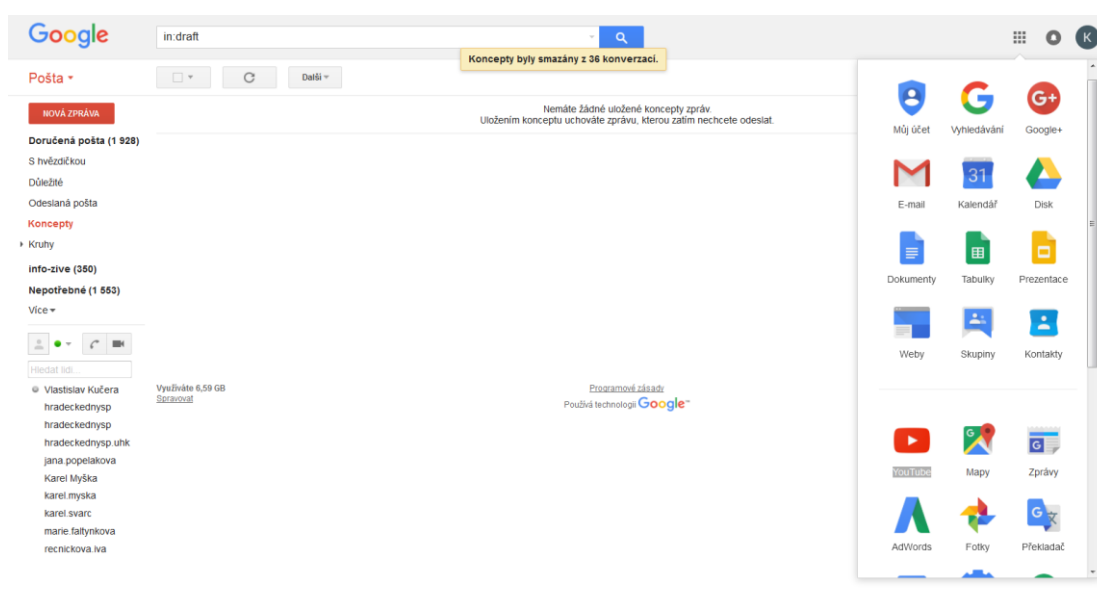 Google
in:draft
K
Koncepty byly smazány z 36 konverzací.
Pošta
Další
NOVÁ ZPRÁVA
Nemáte žádné uložené koncepty zpráv.
Uložením konceptu uchováte zprávu, kterou zatím nechcete odeslat.
Doručená pošta (1 928)
S hvězdičkou
Důležité
Odeslaná pošta
Koncepty
Kruhy
info-zive (350)
Nepotřebné (1 553)
Více
Hledat lidi...
Vlastislav Kučera
hradeckednysp
hradeckednysp
hradeckednysp.uhk
jana.popelakova
Karel Myška
karel.myska
karel.svarc
marie.faltynkova
recnickova.iva
Využíváte 6,59 GB
Spravovat
Programové zásady
Používá technologii Google™
G+
Můj účet
Vyhledávání
Google+
31
E-mail
Kalendář
Disk
Dokumenty
Tabulky
Prezentace
Weby
Skupiny
Kontakty
YouTube
Mapy
Zprávy
AdWords
Fotky
Překladač